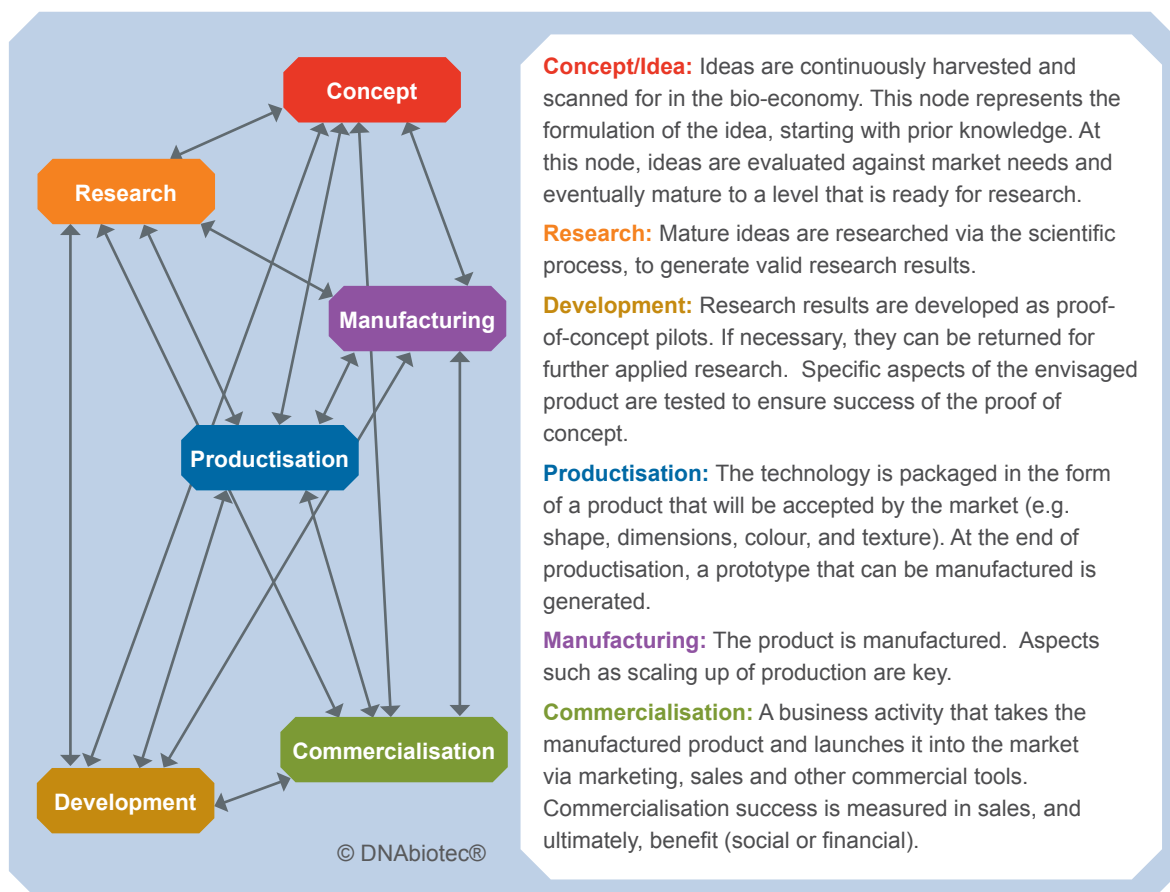 Concept
Research
Manufacturing
Productisation
Commercialisation
Development
© DNAbiotec®
Concept/Idea: Ideas are continuously harvested and
scanned for in the bio-economy. This node represents the
formulation of the idea, starting with prior knowledge. At
this node, ideas are evaluated against market needs and
eventually mature to a level that is ready for research.
Research: Mature ideas are researched via the scientific
process, to generate valid research results.
Development: Research results are developed as proof-
of-concept pilots. If necessary, they can be returned for
further applied research.  Specific aspects of the envisaged
product are tested to ensure success of the proof of
concept.
Productisation: The technology is packaged in the form
of a product that will be accepted by the market (e.g.
shape, dimensions, colour, and texture). At the end of
productisation, a prototype that can be manufactured is
generated.
Manufacturing: The product is manufactured.  Aspects
such as scaling up of production are key.
Commercialisation: A business activity that takes the
manufactured product and launches it into the market
via marketing, sales and other commercial tools.
Commercialisation success is measured in sales, and
ultimately, benefit (social or financial).